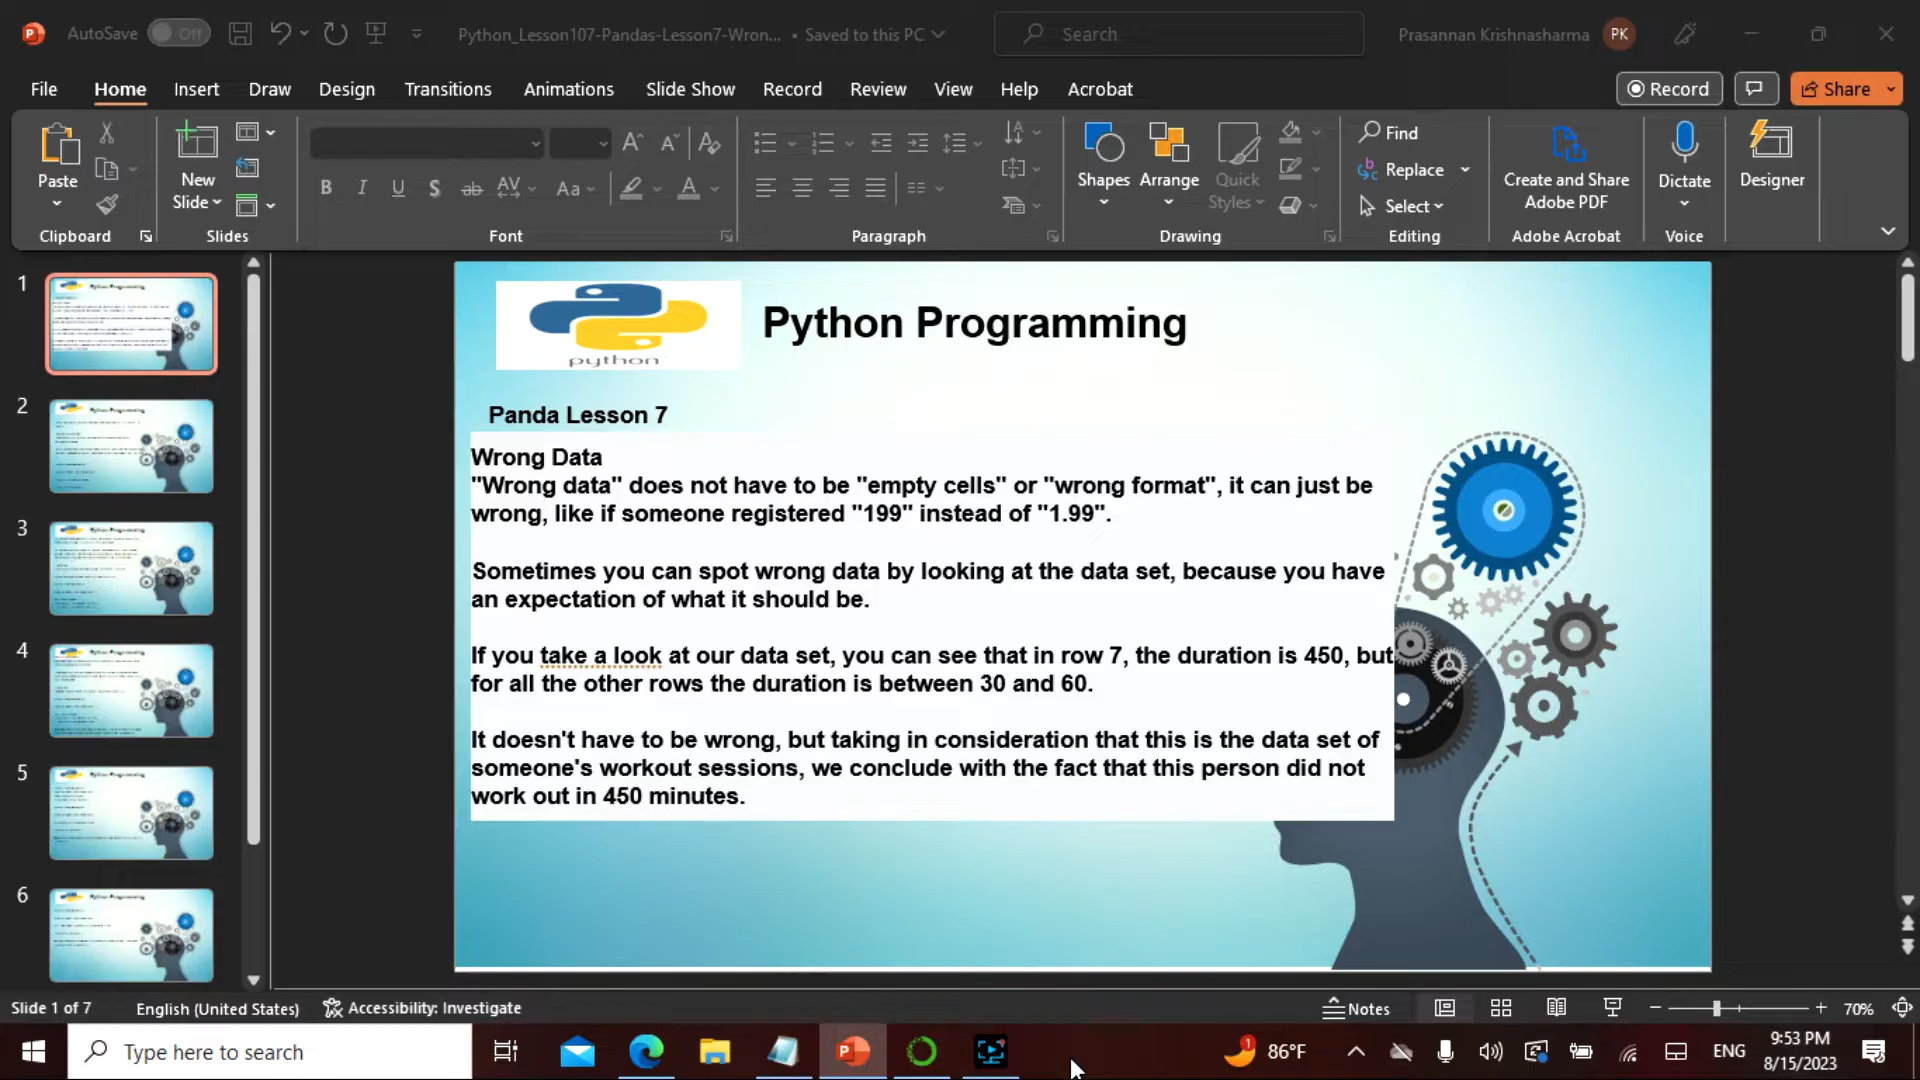 AutoSave Off Python_Lesson107-Pandas-Lesson7-Wron... • Saved to this PC Search Prasannan Krishnasharma PK
File Home Insert Draw Design Transitions Animations Slide Show Record Review View Help Acrobat Record Share
Paste
New
Slide
B I U S ab AV Aa A
Shapes Arrange Quick
Styles
Find
Replace
Select
Create and Share
Adobe PDF
Dictate
Designer
Clipboard Slides Font Paragraph Drawing Editing Adobe Acrobat Voice
1
2
3
4
5
6
python
Python Programming
Panda Lesson 7
Wrong Data
"Wrong data" does not have to be "empty cells" or "wrong format", it can just be
wrong, like if someone registered "199" instead of "1.99".
Sometimes you can spot wrong data by looking at the data set, because you have
an expectation of what it should be.
If you take a look at our data set, you can see that in row 7, the duration is 450, but
for all the other rows the duration is between 30 and 60.
It doesn't have to be wrong, but taking in consideration that this is the data set of
someone's workout sessions, we conclude with the fact that this person did not
work out in 450 minutes.
Slide 1 of 7 English (United States) Accessibility: Investigate Notes 70%
Type here to search 1 86°F ENG 9:53 PM
8/15/2023